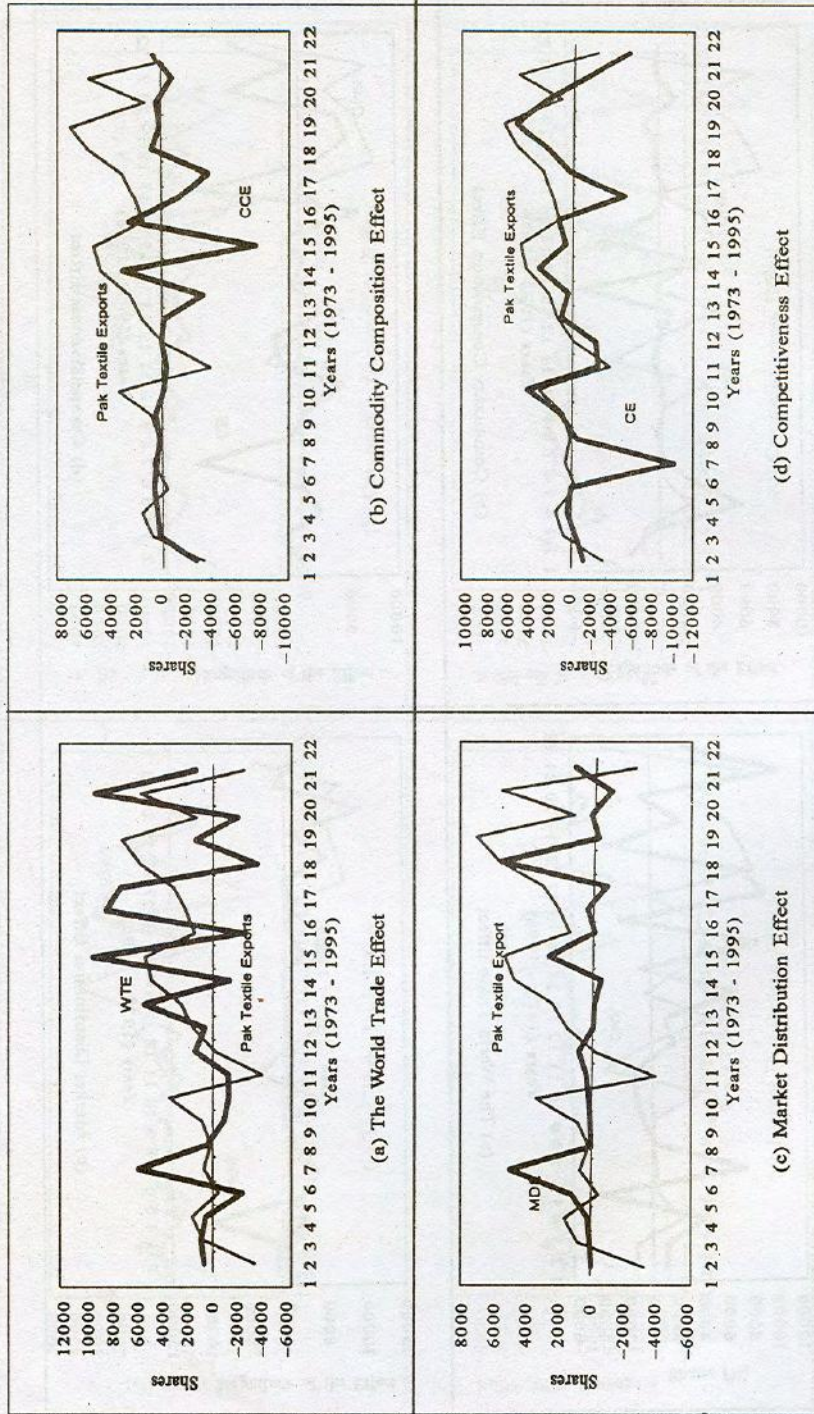 12000
10000
8000
6000
4000
2000
0
-2000
-4000
-6000
Shares
WTE
Pak Textile Exports
1 2 3 4 5 6 7 8 9 10 11 12 13 14 15 16 17 18 19 20 21 22
Years (1973 - 1995)
(a) The World Trade Effect
8000
6000
4000
2000
0
-2000
-4000
-6000
-8000
-10000
Shares
Pak Textile Exports
CCE
1 2 3 4 5 6 7 8 9 10 11 12 13 14 15 16 17 18 19 20 21 22
Years (1973 - 1995)
(b) Commodity Composition Effect
8000
6000
4000
2000
0
-2000
-4000
-6000
Shares
MD
Pak Textile Export
1 2 3 4 5 6 7 8 9 10 11 12 13 14 15 16 17 18 19 20 21 22
Years (1973 - 1995)
(c) Market Distribution Effect
10000
8000
6000
4000
2000
0
-2000
-4000
-6000
-8000
-10000
-12000
Shares
Pak Textile Exports
CE
1 2 3 4 5 6 7 8 9 10 11 12 13 14 15 16 17 18 19 20 21 22
Years (1973 - 1995)
(d) Competitiveness Effect